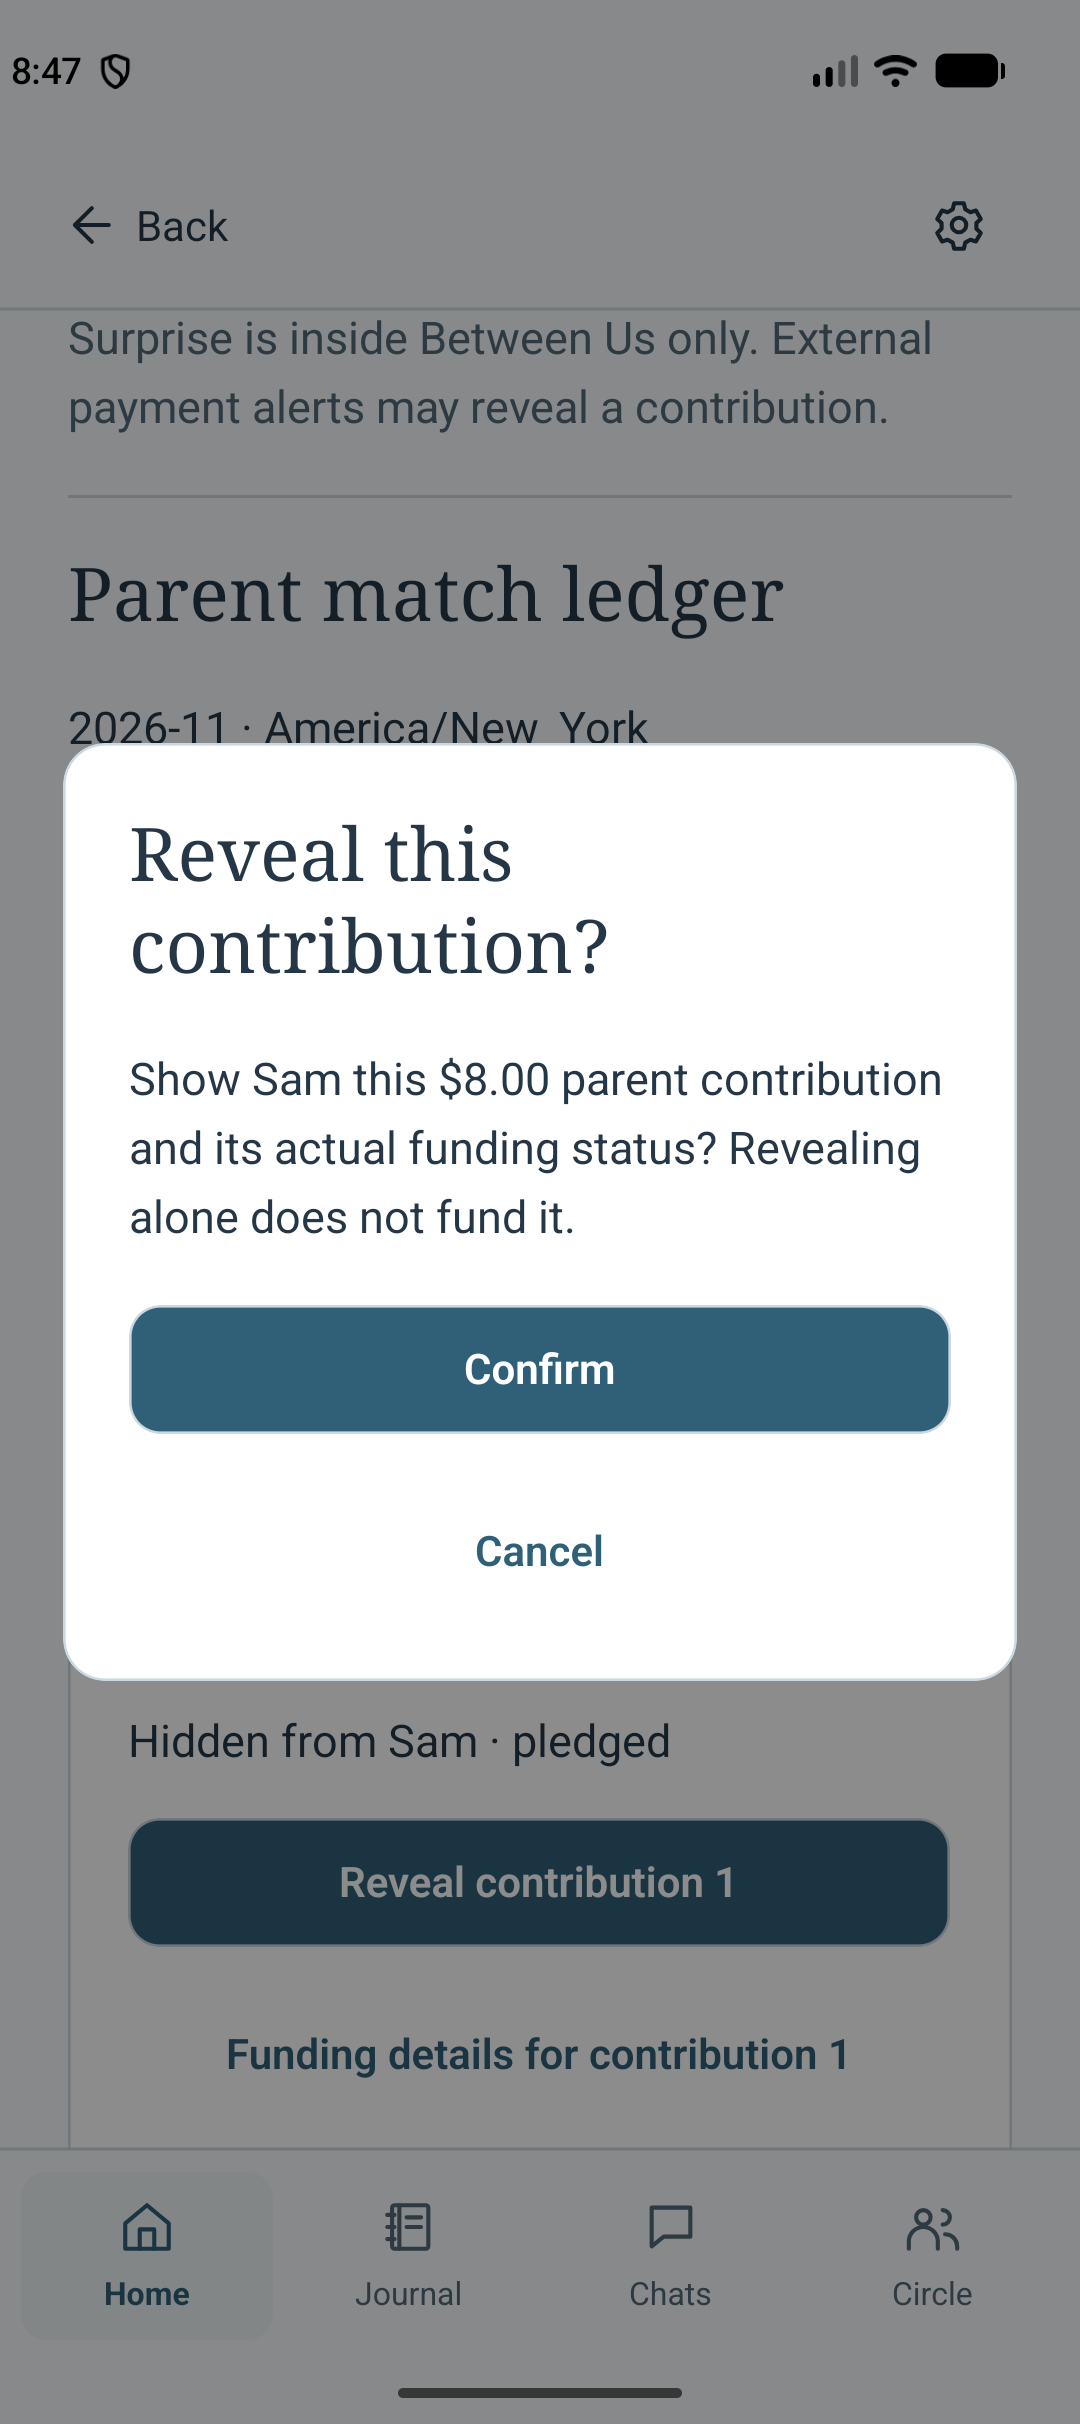 8:47
Back
Surprise is inside Between Us only. External
payment alerts may reveal a contribution.
Parent match ledger
2026-11 · America/New_York
Reveal this
contribution?
Show Sam this $8.00 parent contribution
and its actual funding status? Revealing
alone does not fund it.
Confirm
Cancel
Hidden from Sam · pledged
Reveal contribution 1
Funding details for contribution 1
Home
Journal
Chats
Circle